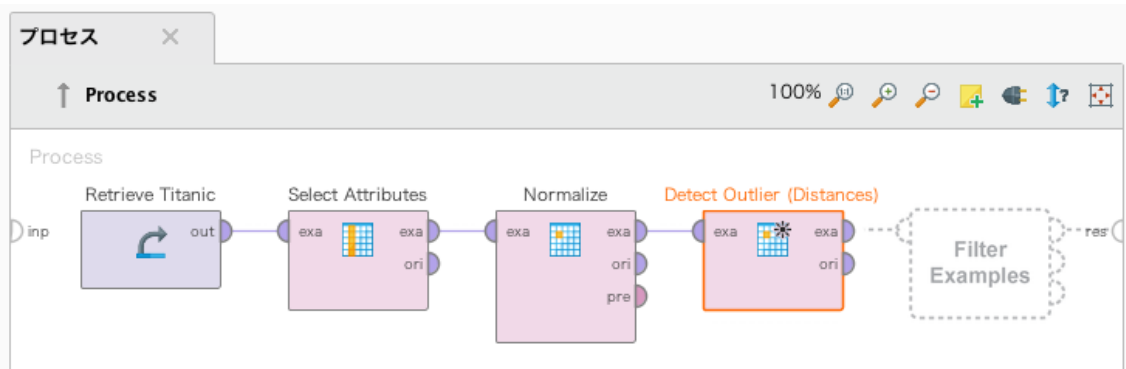 プロセス
Process
100%
Process
Retrieve Titanic
Select Attributes
Normalize
Detect Outlier (Distances)
inp
out
exa
exa
ori
exa
exa
ori
pre
exa
exa
ori
Filter
Examples
res